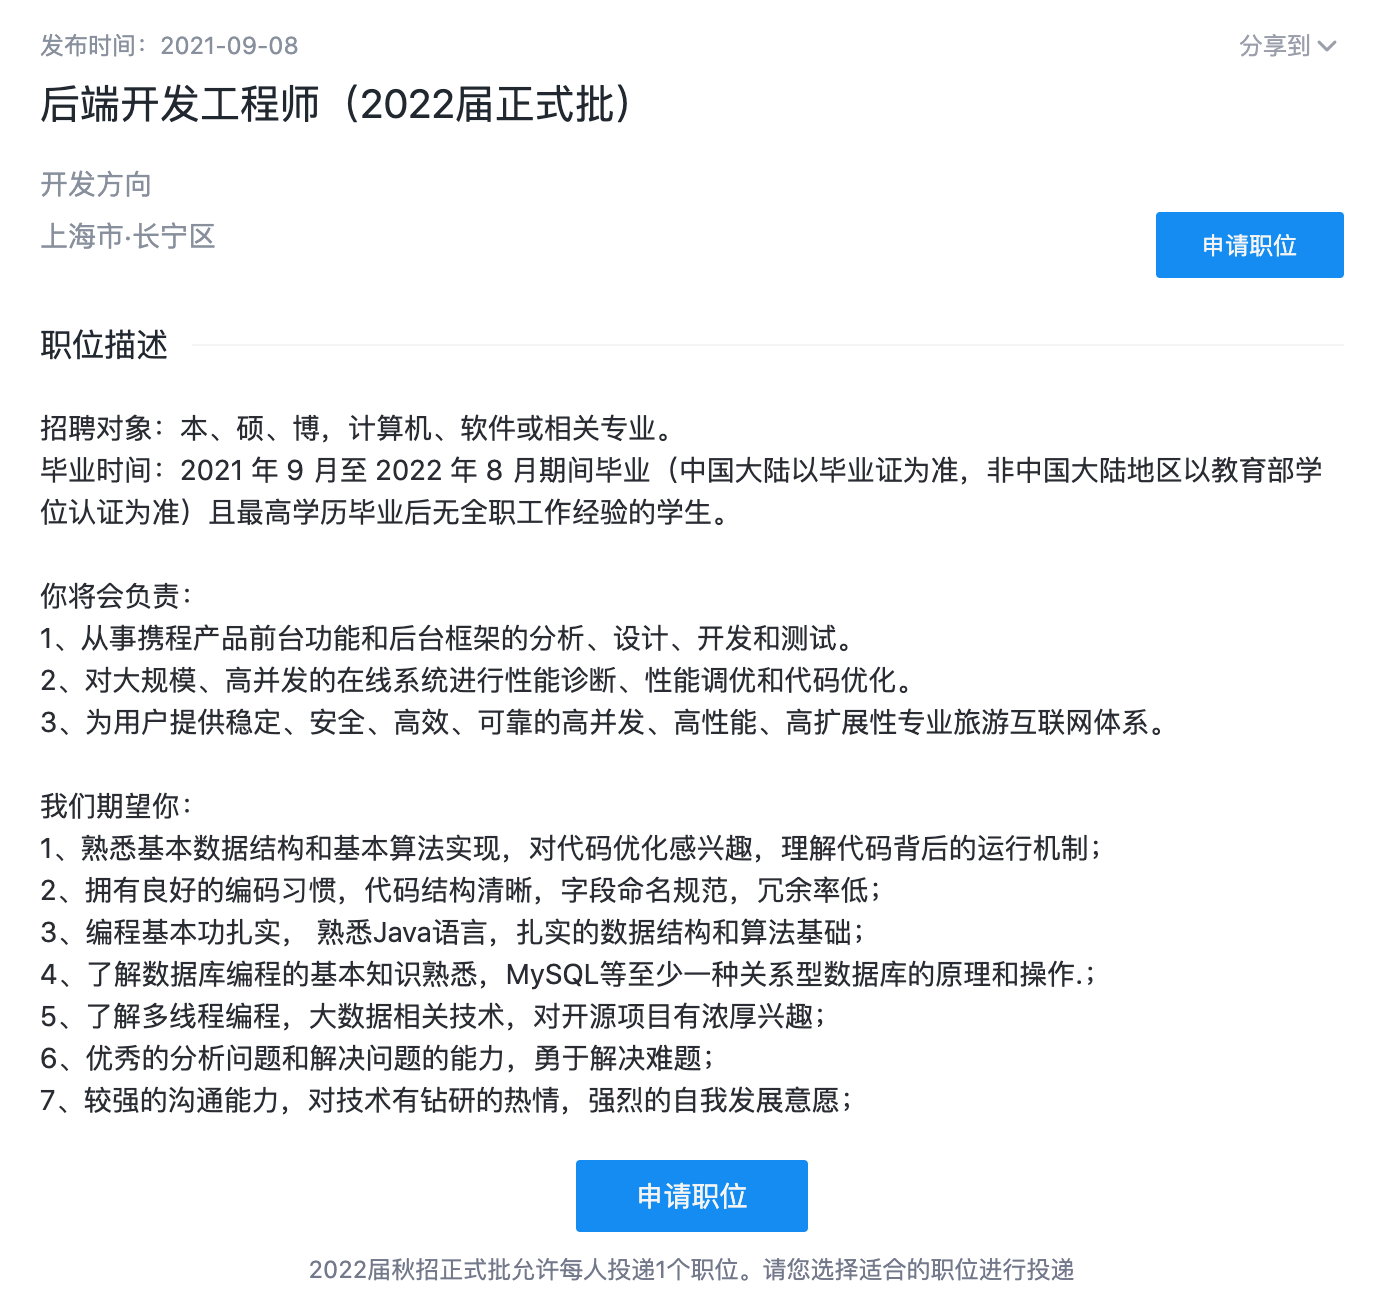 发布时间：2021-09-08
分享到
后端开发工程师（2022届正式批）
开发方向
上海市·长宁区
申请职位
职位描述
招聘对象：本、硕、博，计算机、软件或相关专业。
毕业时间：2021 年 9 月至 2022 年 8 月期间毕业（中国大陆以毕业证为准，非中国大陆地区以教育部学
位认证为准）且最高学历毕业后无全职工作经验的学生。
你将会负责：
1、从事携程产品前台功能和后台框架的分析、设计、开发和测试。
2、对大规模、高并发的在线系统进行性能诊断、性能调优和代码优化。
3、为用户提供稳定、安全、高效、可靠的高并发、高性能、高扩展性专业旅游互联网体系。
我们期望你：
1、熟悉基本数据结构和基本算法实现，对代码优化感兴趣，理解代码背后的运行机制；
2、拥有良好的编码习惯，代码结构清晰，字段命名规范，冗余率低；
3、编程基本功扎实， 熟悉Java语言，扎实的数据结构和算法基础；
4、了解数据库编程的基本知识熟悉，MySQL等至少一种关系型数据库的原理和操作.；
5、了解多线程编程，大数据相关技术，对开源项目有浓厚兴趣；
6、优秀的分析问题和解决问题的能力，勇于解决难题；
7、较强的沟通能力，对技术有钻研的热情，强烈的自我发展意愿；
申请职位
2022届秋招正式批允许每人投递1个职位。请您选择适合的职位进行投递